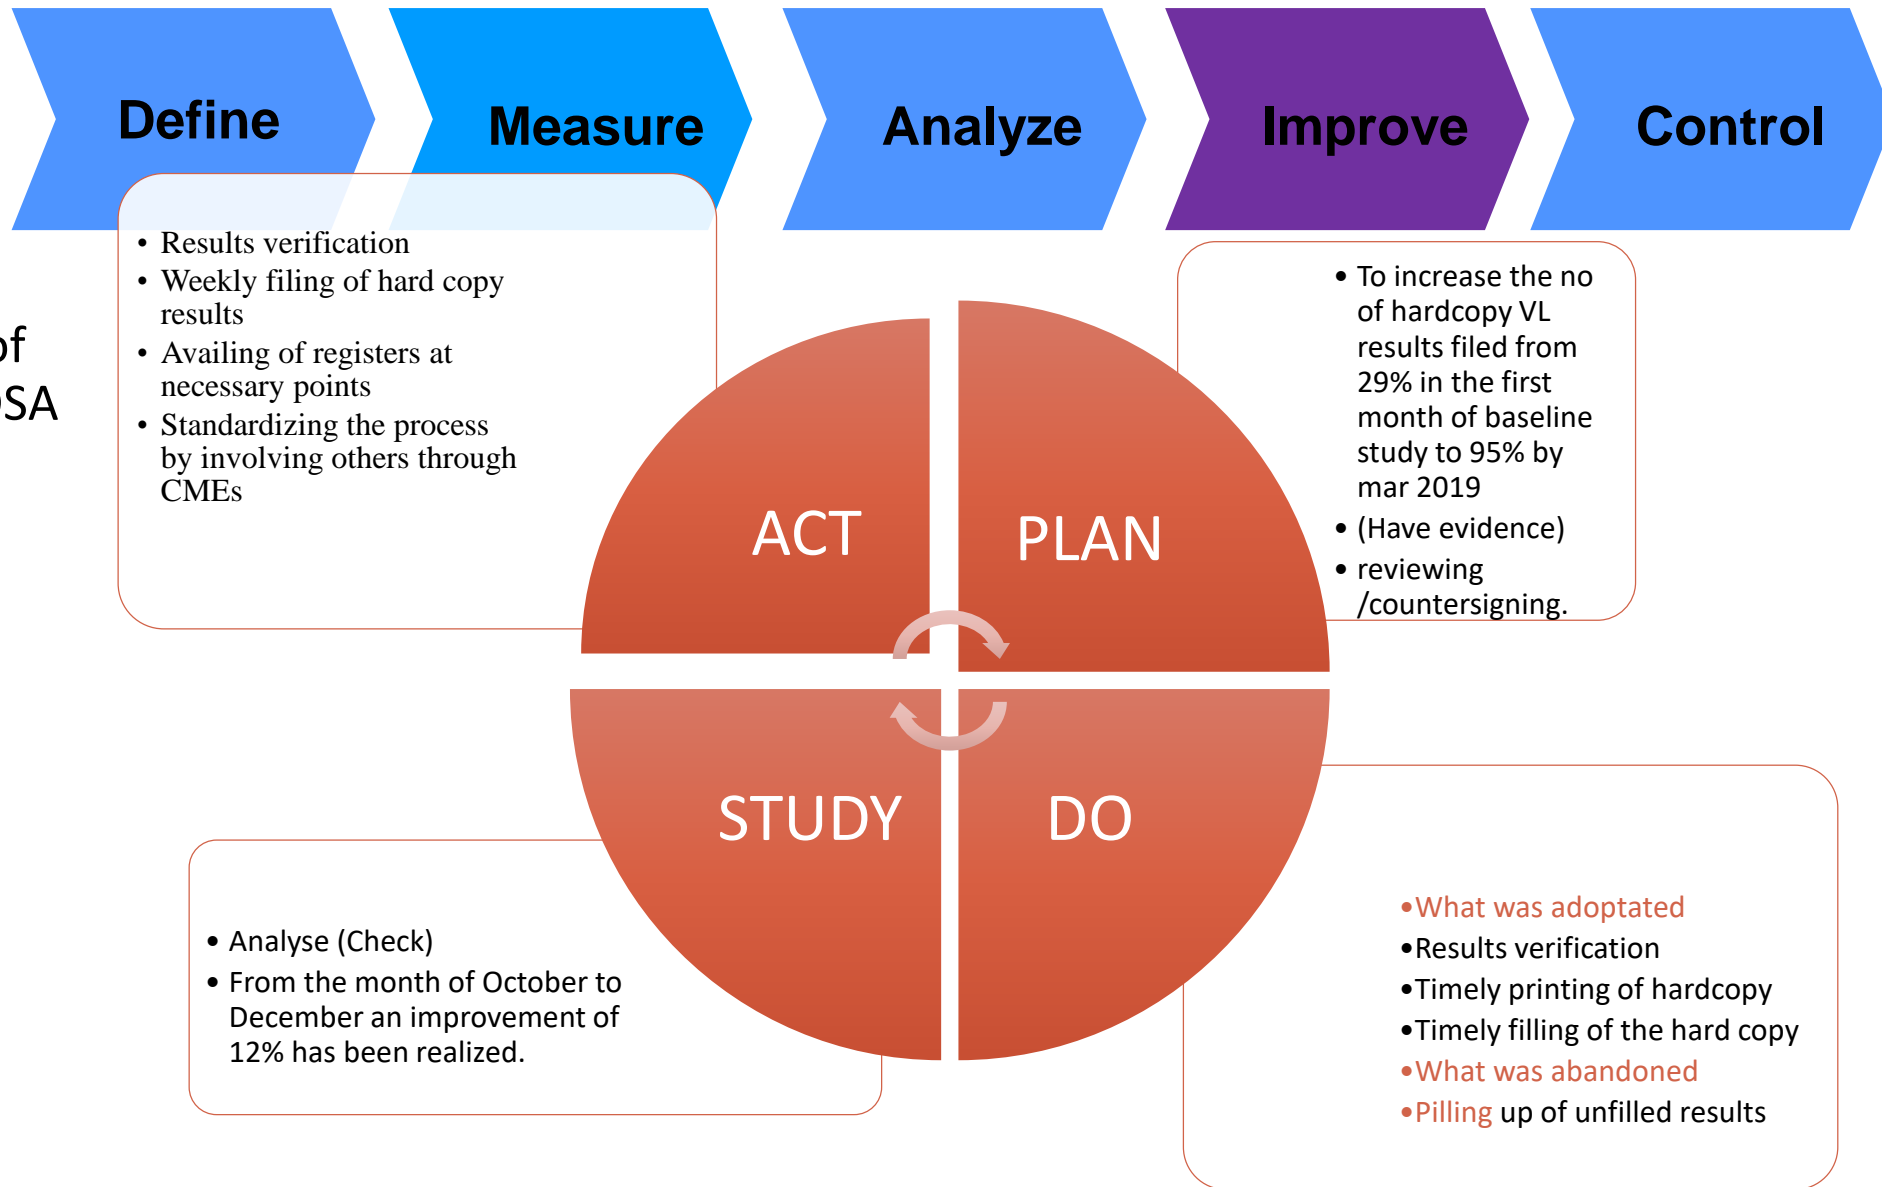 Define
Measure
Analyze
Improve
Control
of
• Results verification
• Weekly filing of hard copy
results
• Availing of registers at
necessary points
• Standardizing the process
by involving others through
CMEs
ACT
PLAN
• To increase the no
of hardcopy VL
results filed from
29% in the first
month of baseline
study to 95% by
mar 2019
• (Have evidence)
• reviewing
/countersigning.
STUDY
DO
• Analyse (Check)
• From the month of October to
December an improvement of
12% has been realized.
•What was adoptated
•Results verification
•Timely printing of hardcopy
•Timely filling of the hard copy
•What was abandoned
•Pilling up of unfilled results